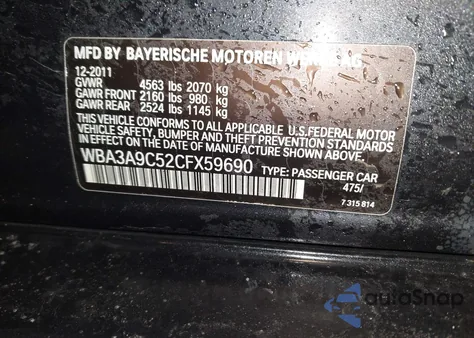 MFD BY BAYERISCHE MOTOREN WERKE AG
12-2011
GVWR 4563 lbs 2070 kg
GAWR FRONT 2160 lbs 980 kg
GAWR REAR 2524 lbs 1145 kg
THIS VEHICLE CONFORMS TO ALL APPLICABLE U.S.FEDERAL MOTOR
VEHICLE SAFETY, BUMPER AND THEFT PREVENTION STANDARDS
IN EFFECT ON THE DATE OF MANUFACTURE SHOWN ABOVE.
WBA3A9C52CFX59690 TYPE: PASSENGER CAR
475/
7 315 814
autoSnap